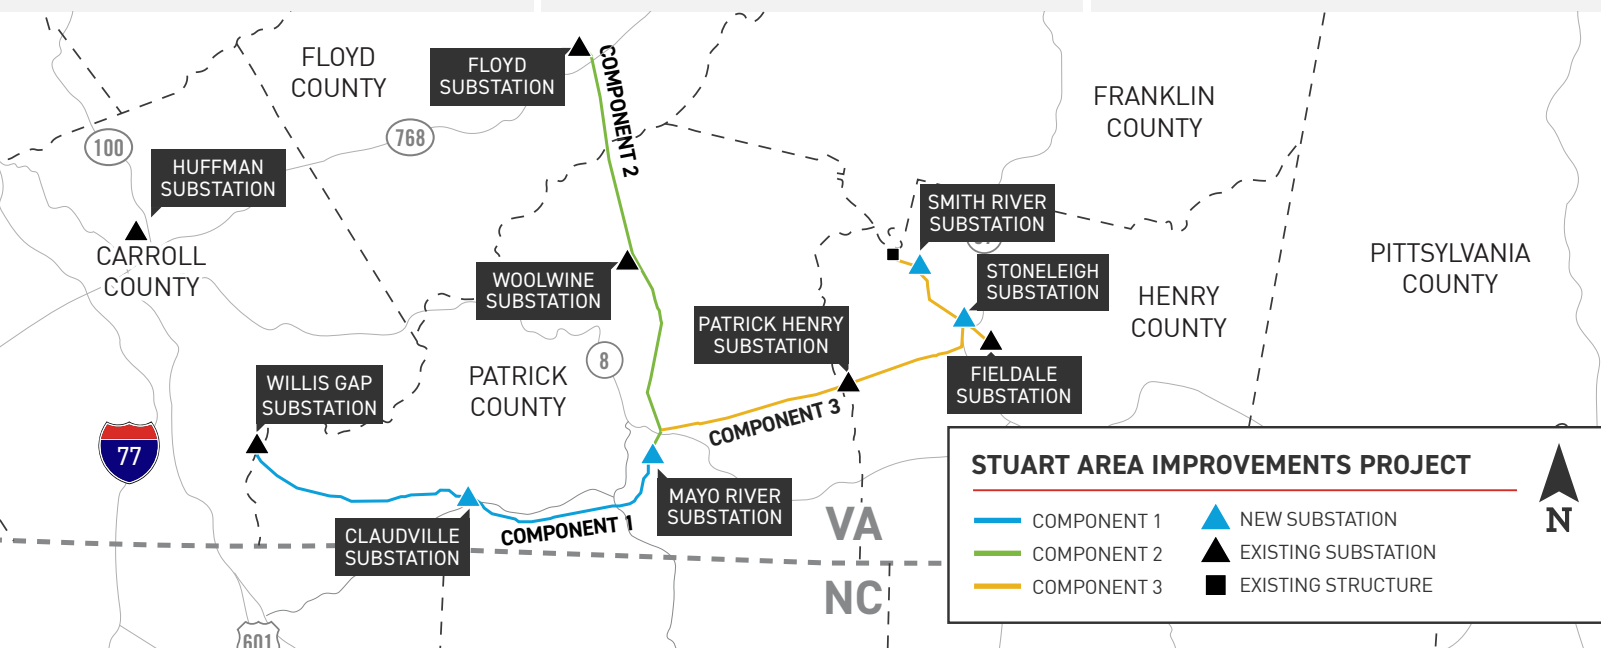 FLOYD
COUNTY
FLOYD
SUBSTATION
COMPONENT 2
FRANKLIN
COUNTY
100
768
HUFFMAN
SUBSTATION
SMITH RIVER
SUBSTATION
CARROLL
COUNTY
PITTSYLVANIA
COUNTY
WOOLWINE
SUBSTATION
STONELEIGH
SUBSTATION
HENRY
COUNTY
PATRICK HENRY
SUBSTATION
8
WILLIS GAP
SUBSTATION
PATRICK
COUNTY
FIELDALE
SUBSTATION
COMPONENT 3
77
MAYO RIVER
SUBSTATION
COMPONENT 1
CLAUDVILLE
SUBSTATION
VA
NC
601
STUART AREA IMPROVEMENTS PROJECT
COMPONENT 1
COMPONENT 2
COMPONENT 3
NEW SUBSTATION
EXISTING SUBSTATION
EXISTING STRUCTURE
N